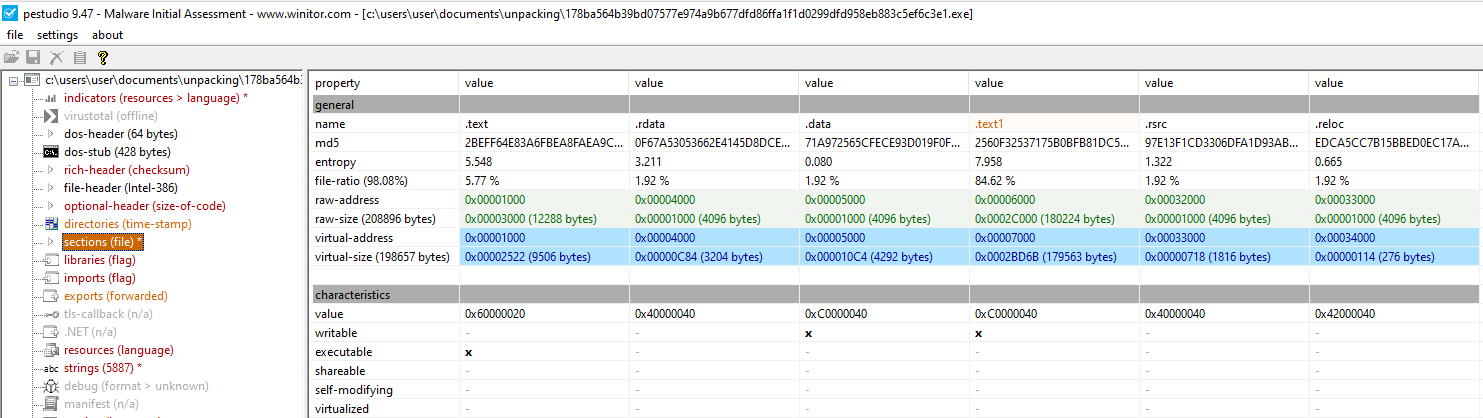 pestudio 9.47 - Malware Initial Assessment - www.winitor.com - [c:\users\user\documents\unpacking\178ba564b39bd07577e974a9b677dfd86ffa1f1d0299dfd958eb883c5ef6c3e1.exe]
file settings about
c:\users\user\documents\unpacking\178ba564b3
indicators (resources > language) *
virustotal (offline)
dos-header (64 bytes)
dos-stub (428 bytes)
rich-header (checksum)
file-header (Intel-386)
optional-header (size-of-code)
directories (time-stamp)
sections (file) *
libraries (flag)
imports (flag)
exports (forwarded)
tls-callback (n/a)
.NET (n/a)
resources (language)
abc strings (5887) *
debug (format > unknown)
manifest (n/a)
property value value value value value value
general
name .text .rdata .data .text1 .rsrc .reloc
md5 2BEFF64E83A6FBEA8FAEA9C... 0F67A53053662E4145D8DCE... 71A972565CFECE93D019F0F... 2560F32537175B0BFB81DC5... 97E13F1CD3306DFA1D93AB... EDCA5CC7B15BBED0EC17A...
entropy 5.548 3.211 0.080 7.958 1.322 0.665
file-ratio (98.08%) 5.77 % 1.92 % 1.92 % 84.62 % 1.92 % 1.92 %
raw-address 0x00001000 0x00004000 0x00005000 0x00006000 0x00032000 0x00033000
raw-size (208896 bytes) 0x00003000 (12288 bytes) 0x00001000 (4096 bytes) 0x00001000 (4096 bytes) 0x0002C000 (180224 bytes) 0x00001000 (4096 bytes) 0x00001000 (4096 bytes)
virtual-address 0x00001000 0x00004000 0x00005000 0x00007000 0x00033000 0x00034000
virtual-size (198657 bytes) 0x00002522 (9506 bytes) 0x00000C84 (3204 bytes) 0x000010C4 (4292 bytes) 0x0002BD6B (179563 bytes) 0x00000718 (1816 bytes) 0x00000114 (276 bytes)
characteristics
value 0x60000020 0x40000040 0xC0000040 0xC0000040 0x40000040 0x42000040
writable - - x x - -
executable x - - - - -
shareable - - - - - -
self-modifying - - - - - -
virtualized - - - - - -